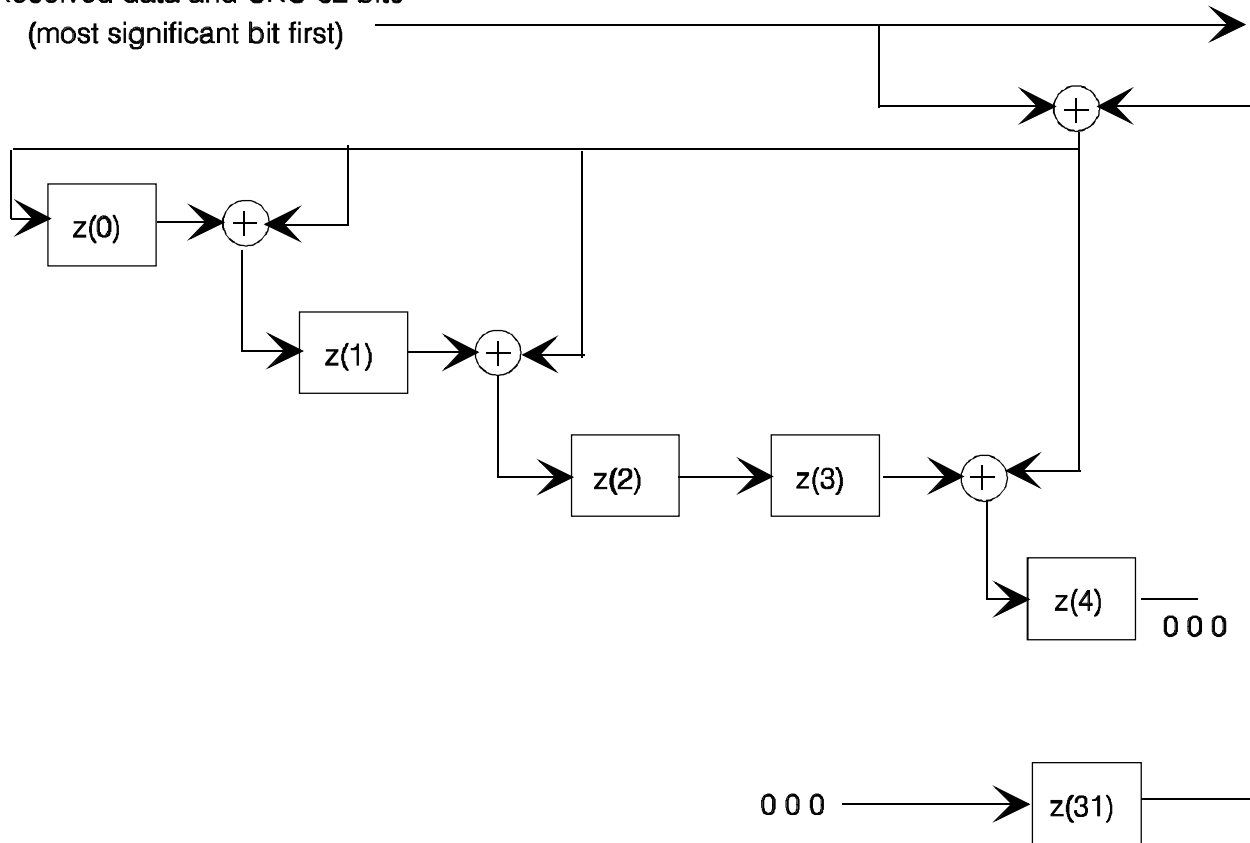 (most significant bit first)
z(0)
z(1)
z(2)
z(3)
z(4)
0 0 0
0 0 0
z(31)